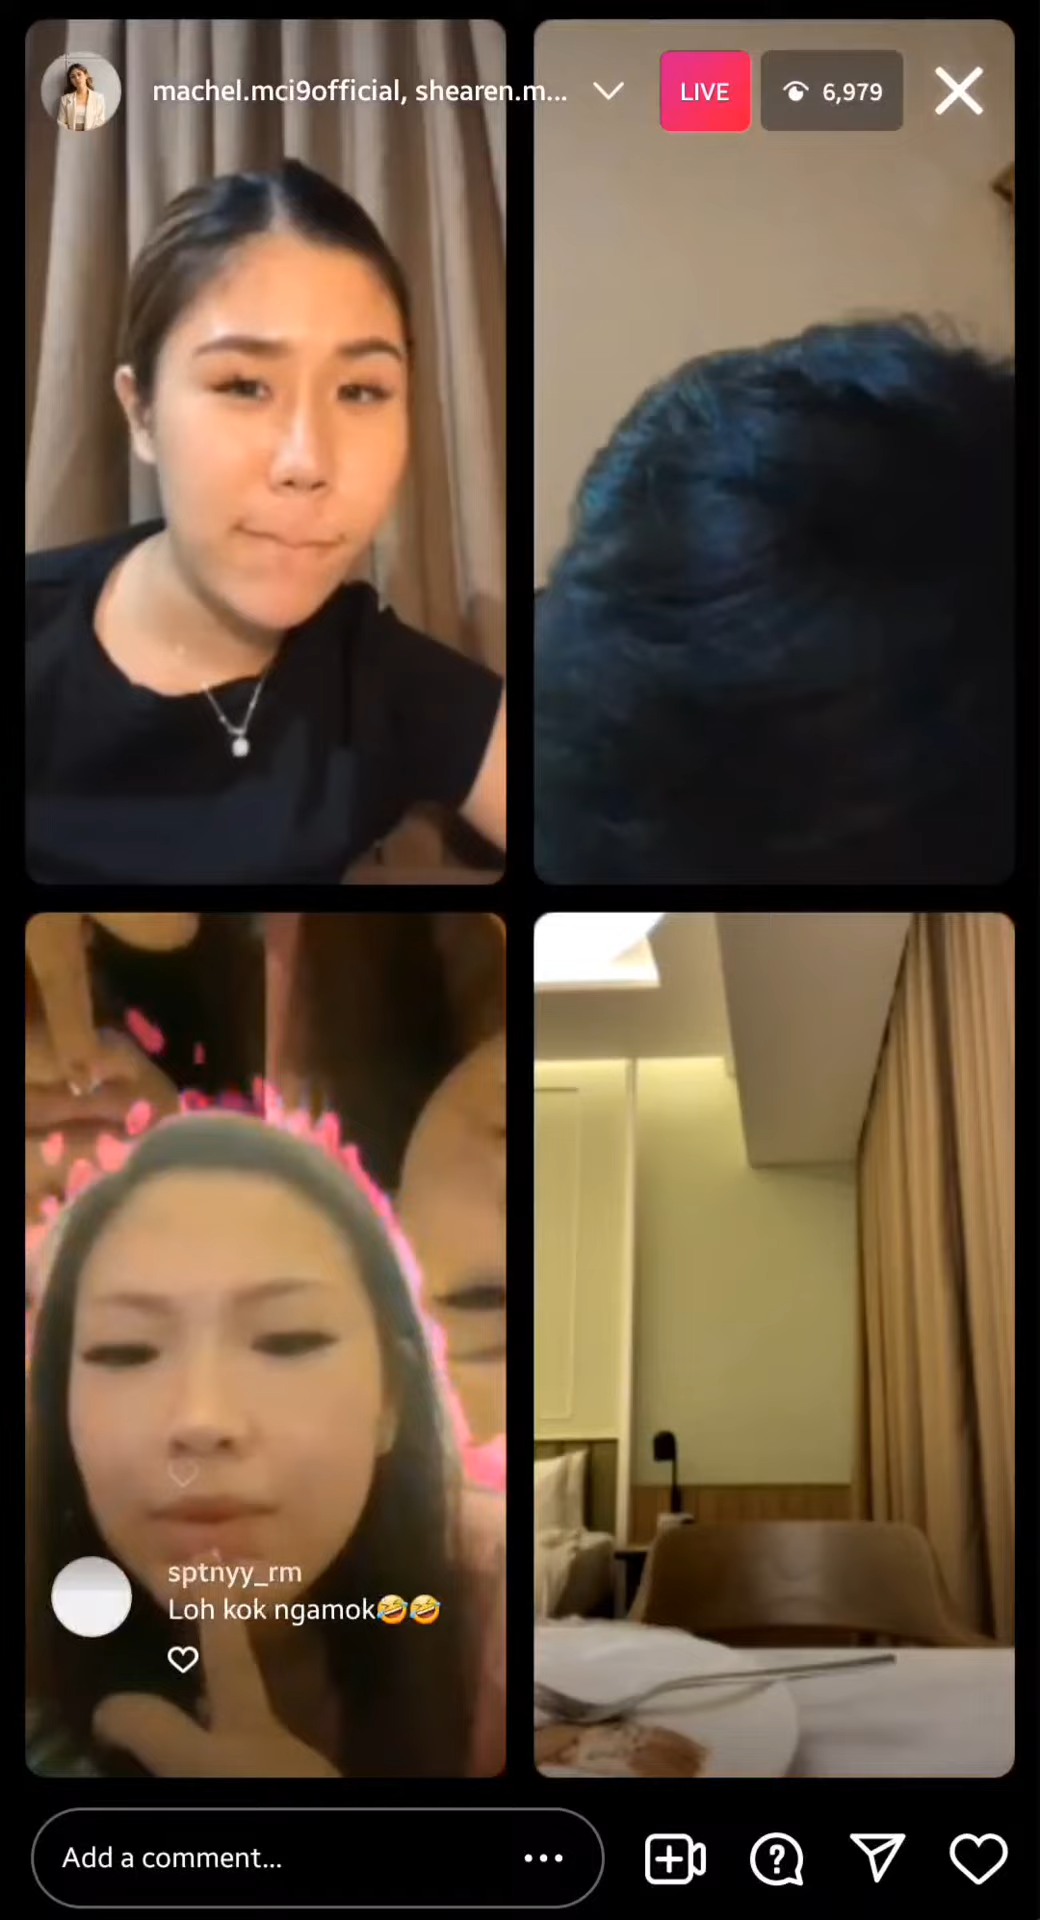 machel.mci9official, shearen.m...
LIVE
6,979
sptnyy_rm
Loh kok ngamok🤣🤣
Add a comment...